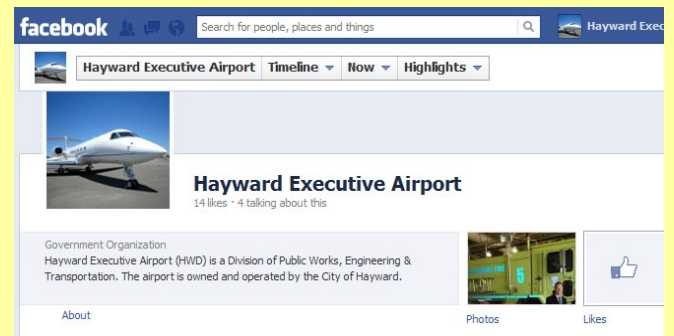 facebook Search for people, places and things Hayward Exec
Hayward Executive Airport Timeline Now Highlights
Hayward Executive Airport
14 likes · 4 talking about this
Government Organization
Hayward Executive Airport (HWD) is a Division of Public Works, Engineering &
Transportation. The airport is owned and operated by the City of Hayward.
5
About
Photos Likes